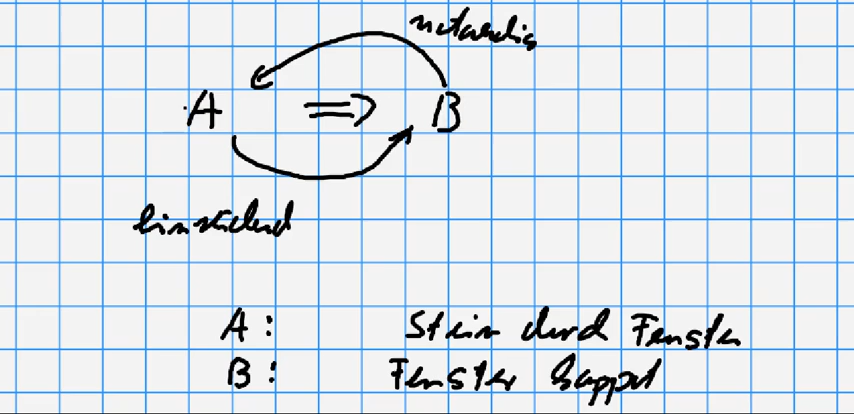 notwendig
A ⇒ B
hinreichend
A: Stein durch Fenster
B: Fenster kaputt